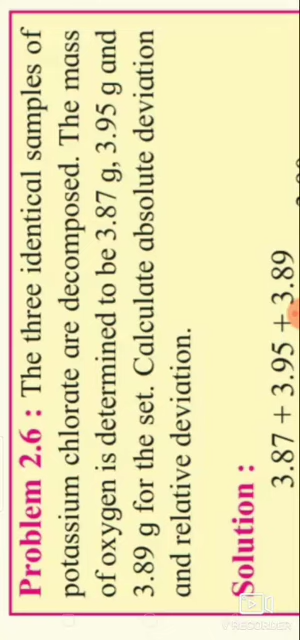 Problem 2.6 : The three identical samples of
potassium chlorate are decomposed. The mass
of oxygen is determined to be 3.87 g, 3.95 g and
3.89 g for the set. Calculate absolute deviation
and relative deviation.
Solution :
3.87 + 3.95 + 3.89
RECORDER